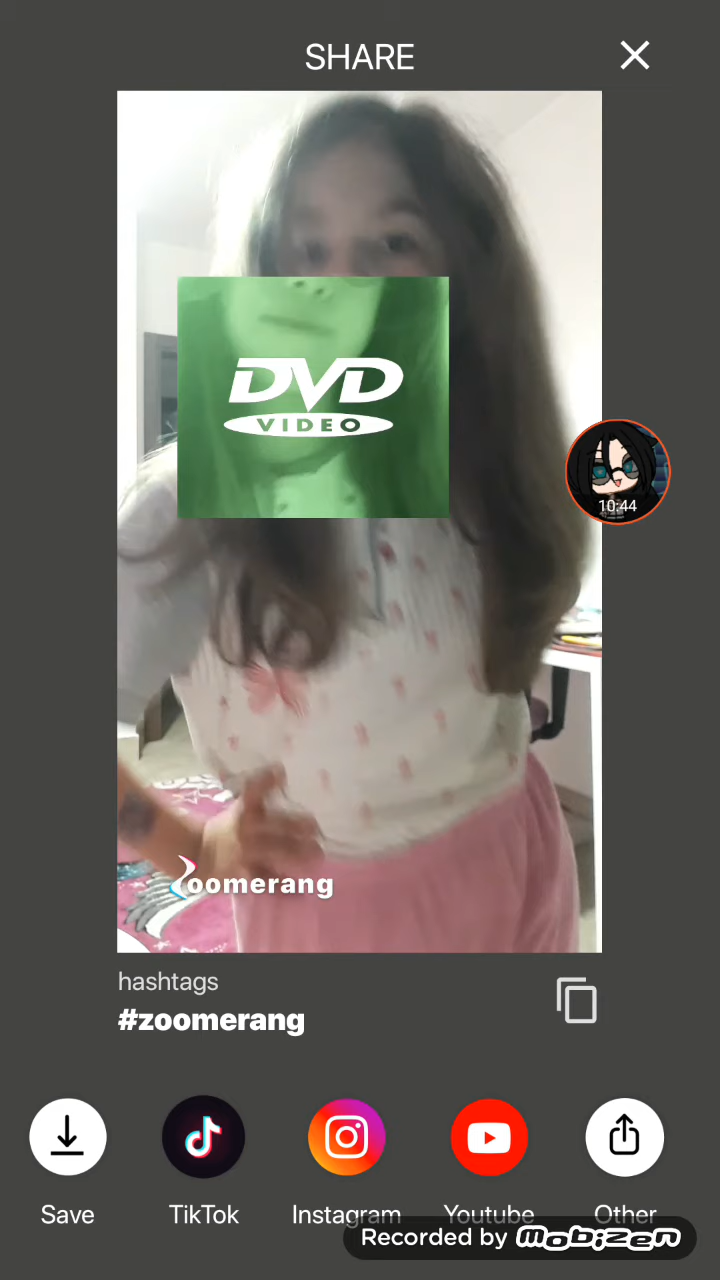 SHARE
DVD
VIDEO
10:44
Zoomerang
hashtags
#zoomerang
Save
TikTok
Instagram
Youtube
Other
Recorded by Mobizen